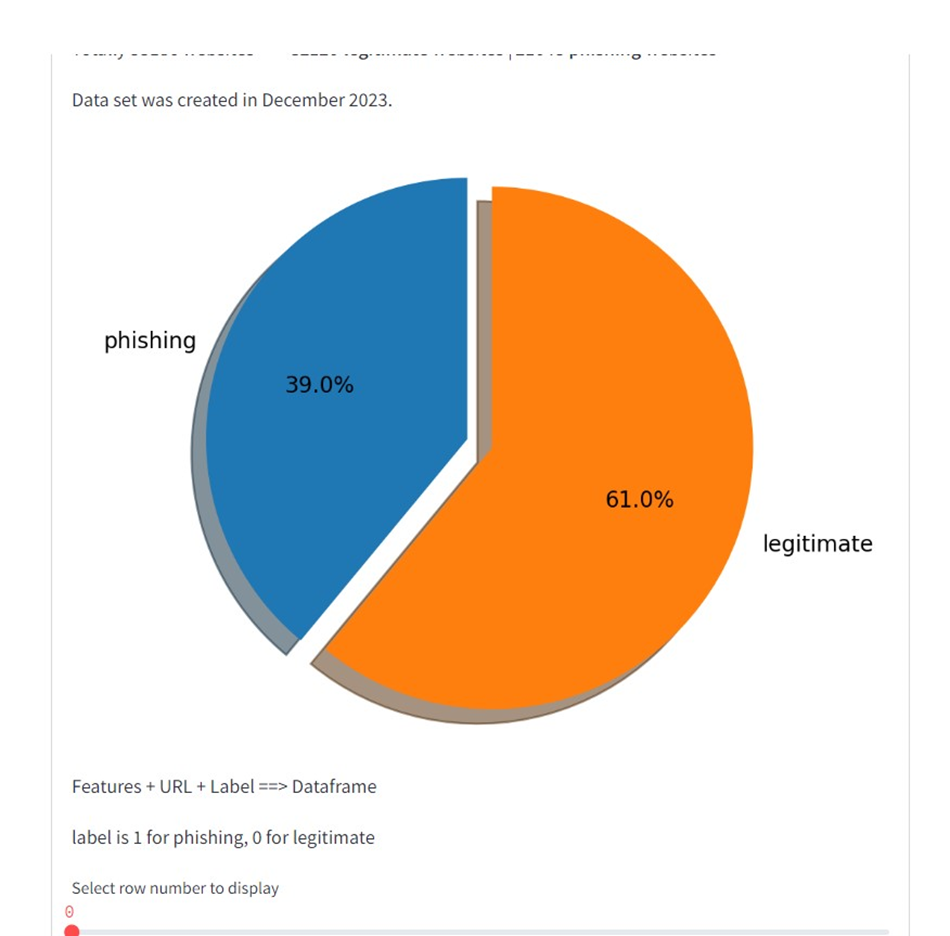 Data set was created in December 2023.
phishing
39.0%
61.0%
legitimate
Features + URL + Label ==> Dataframe
label is 1 for phishing, 0 for legitimate
Select row number to display
0